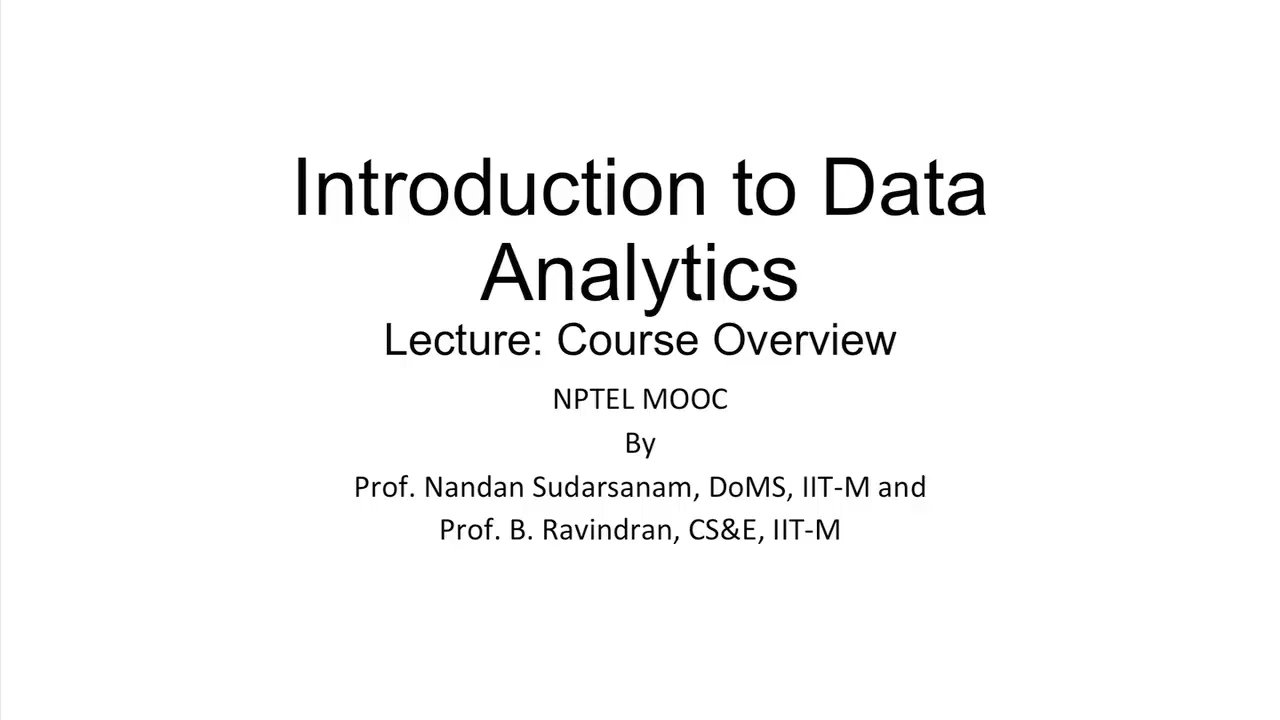 Introduction to Data
Analytics
Lecture: Course Overview
NPTEL MOOC
By
Prof. Nandan Sudarsanam, DoMS, IIT-M and
Prof. B. Ravindran, CS&E, IIT-M